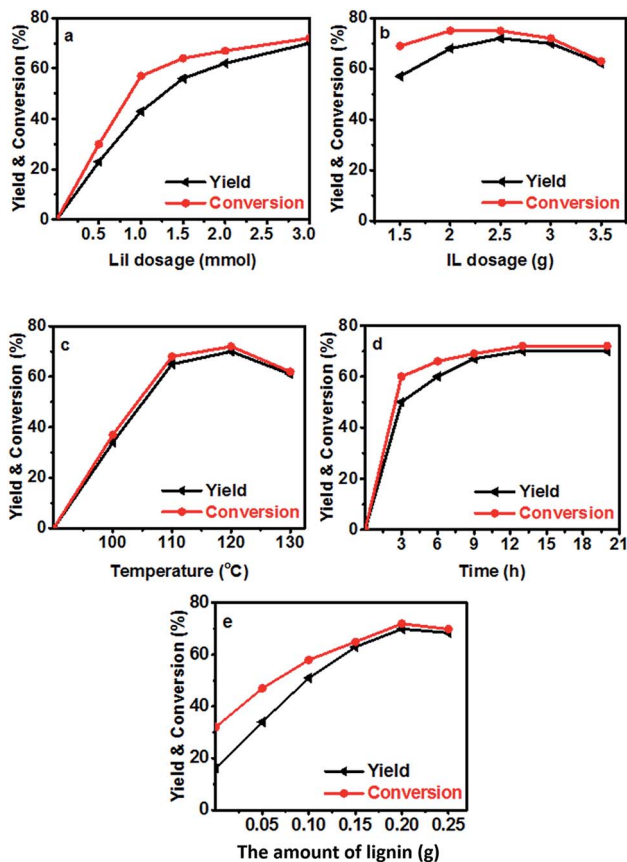 a
80
60
40
20
0
Yield & Conversion (%)
Yield
Conversion
0.5 1.0 1.5 2.0 2.5 3.0
LiI dosage (mmol)
b
80
60
40
20
0
Yield & Conversion (%)
Yield
Conversion
1.5 2 2.5 3 3.5
IL dosage (g)
c
80
60
40
20
0
Yield & Conversion (%)
Yield
Conversion
100 110 120 130
Temperature (°C)
d
80
60
40
20
0
Yield & Conversion (%)
Yield
Conversion
3 6 9 12 15 18 21
Time (h)
e
80
60
40
20
0
Yield & Conversion (%)
Yield
Conversion
0.05 0.10 0.15 0.20 0.25
The amount of lignin (g)